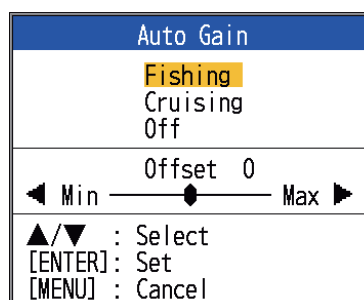 Auto Gain
Fishing
Cruising
Off
Offset 0
◀ Min Max ▶
▲/▼ : Select
[ENTER]: Set
[MENU] : Cancel